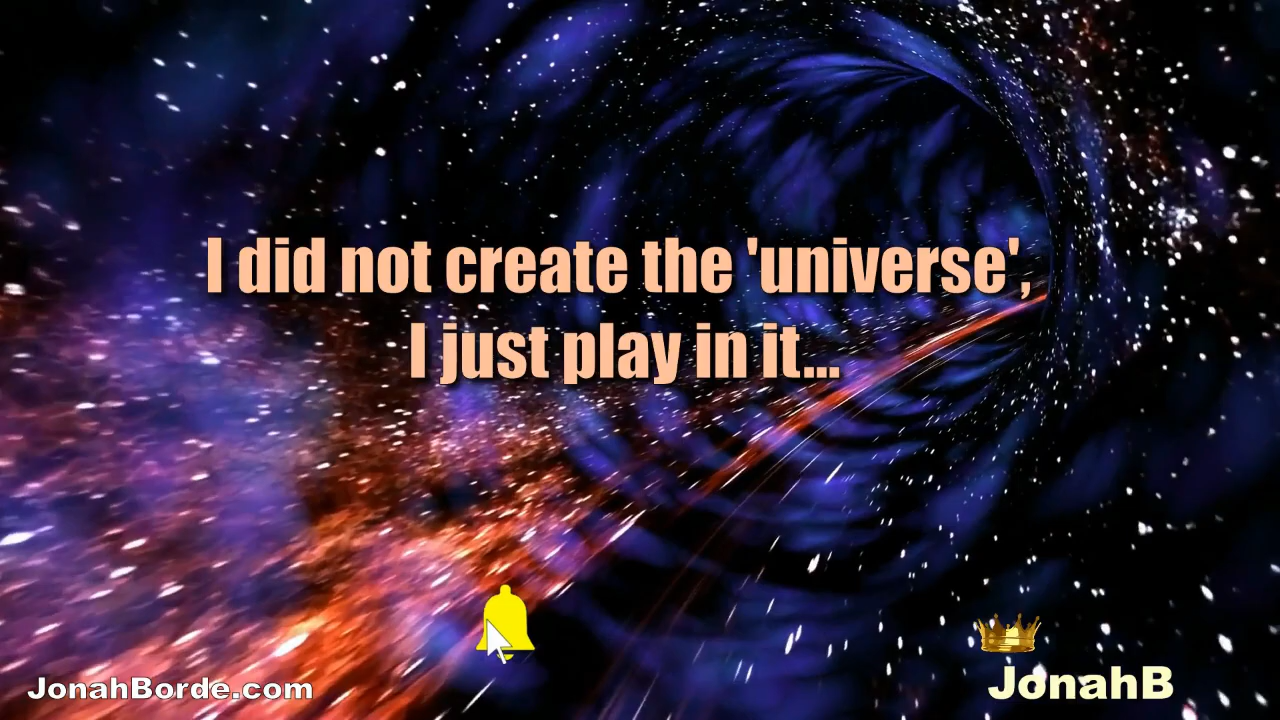 I did not create the 'universe',
I just play in it...
JonahBorde.com
JonahB